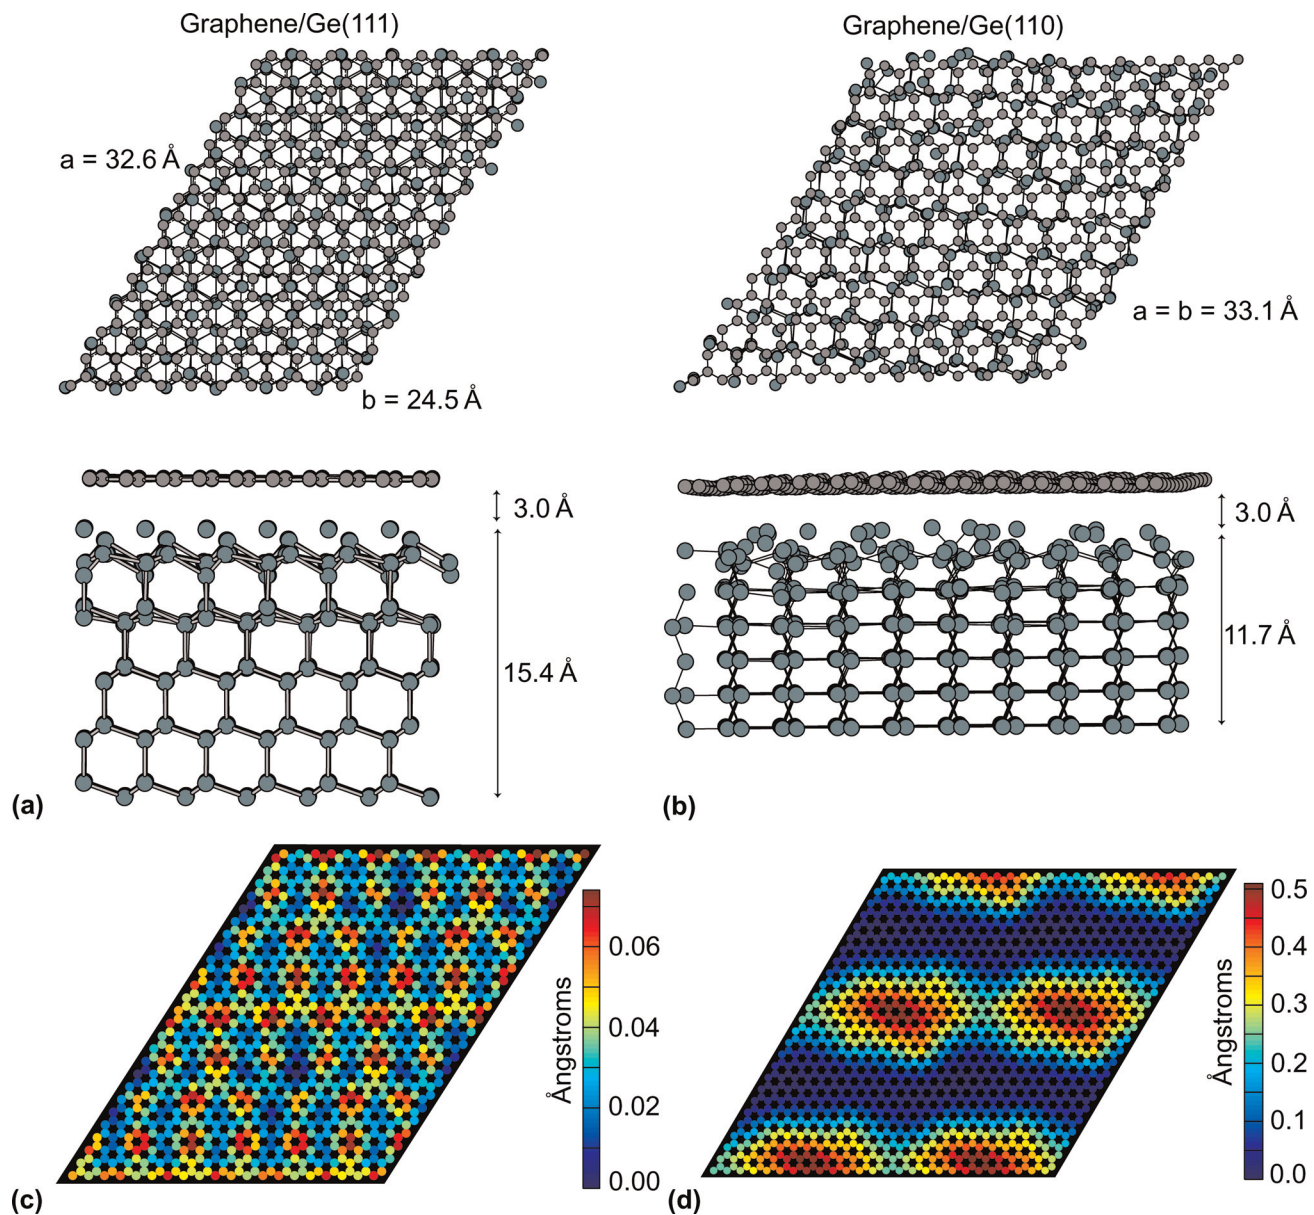 Graphene/Ge(111)
Graphene/Ge(110)
a = 32.6 Å
b = 24.5 Å
a = b = 33.1 Å
3.0 Å
15.4 Å
3.0 Å
11.7 Å
(a)
(b)
Ångstroms
0.06
0.04
0.02
0.00
(c)
Ångstroms
0.5
0.4
0.3
0.2
0.1
0.0
(d)